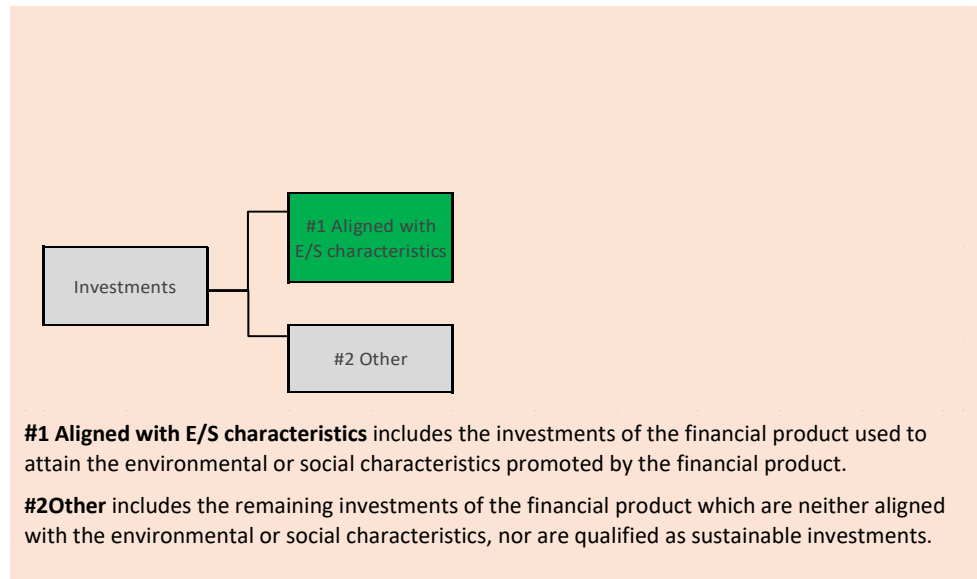 #1 Aligned with
E/S characteristics
Investments
#2 Other
#1 Aligned with E/S characteristics includes the investments of the financial product used to
attain the environmental or social characteristics promoted by the financial product.
#2Other includes the remaining investments of the financial product which are neither aligned
with the environmental or social characteristics, nor are qualified as sustainable investments.